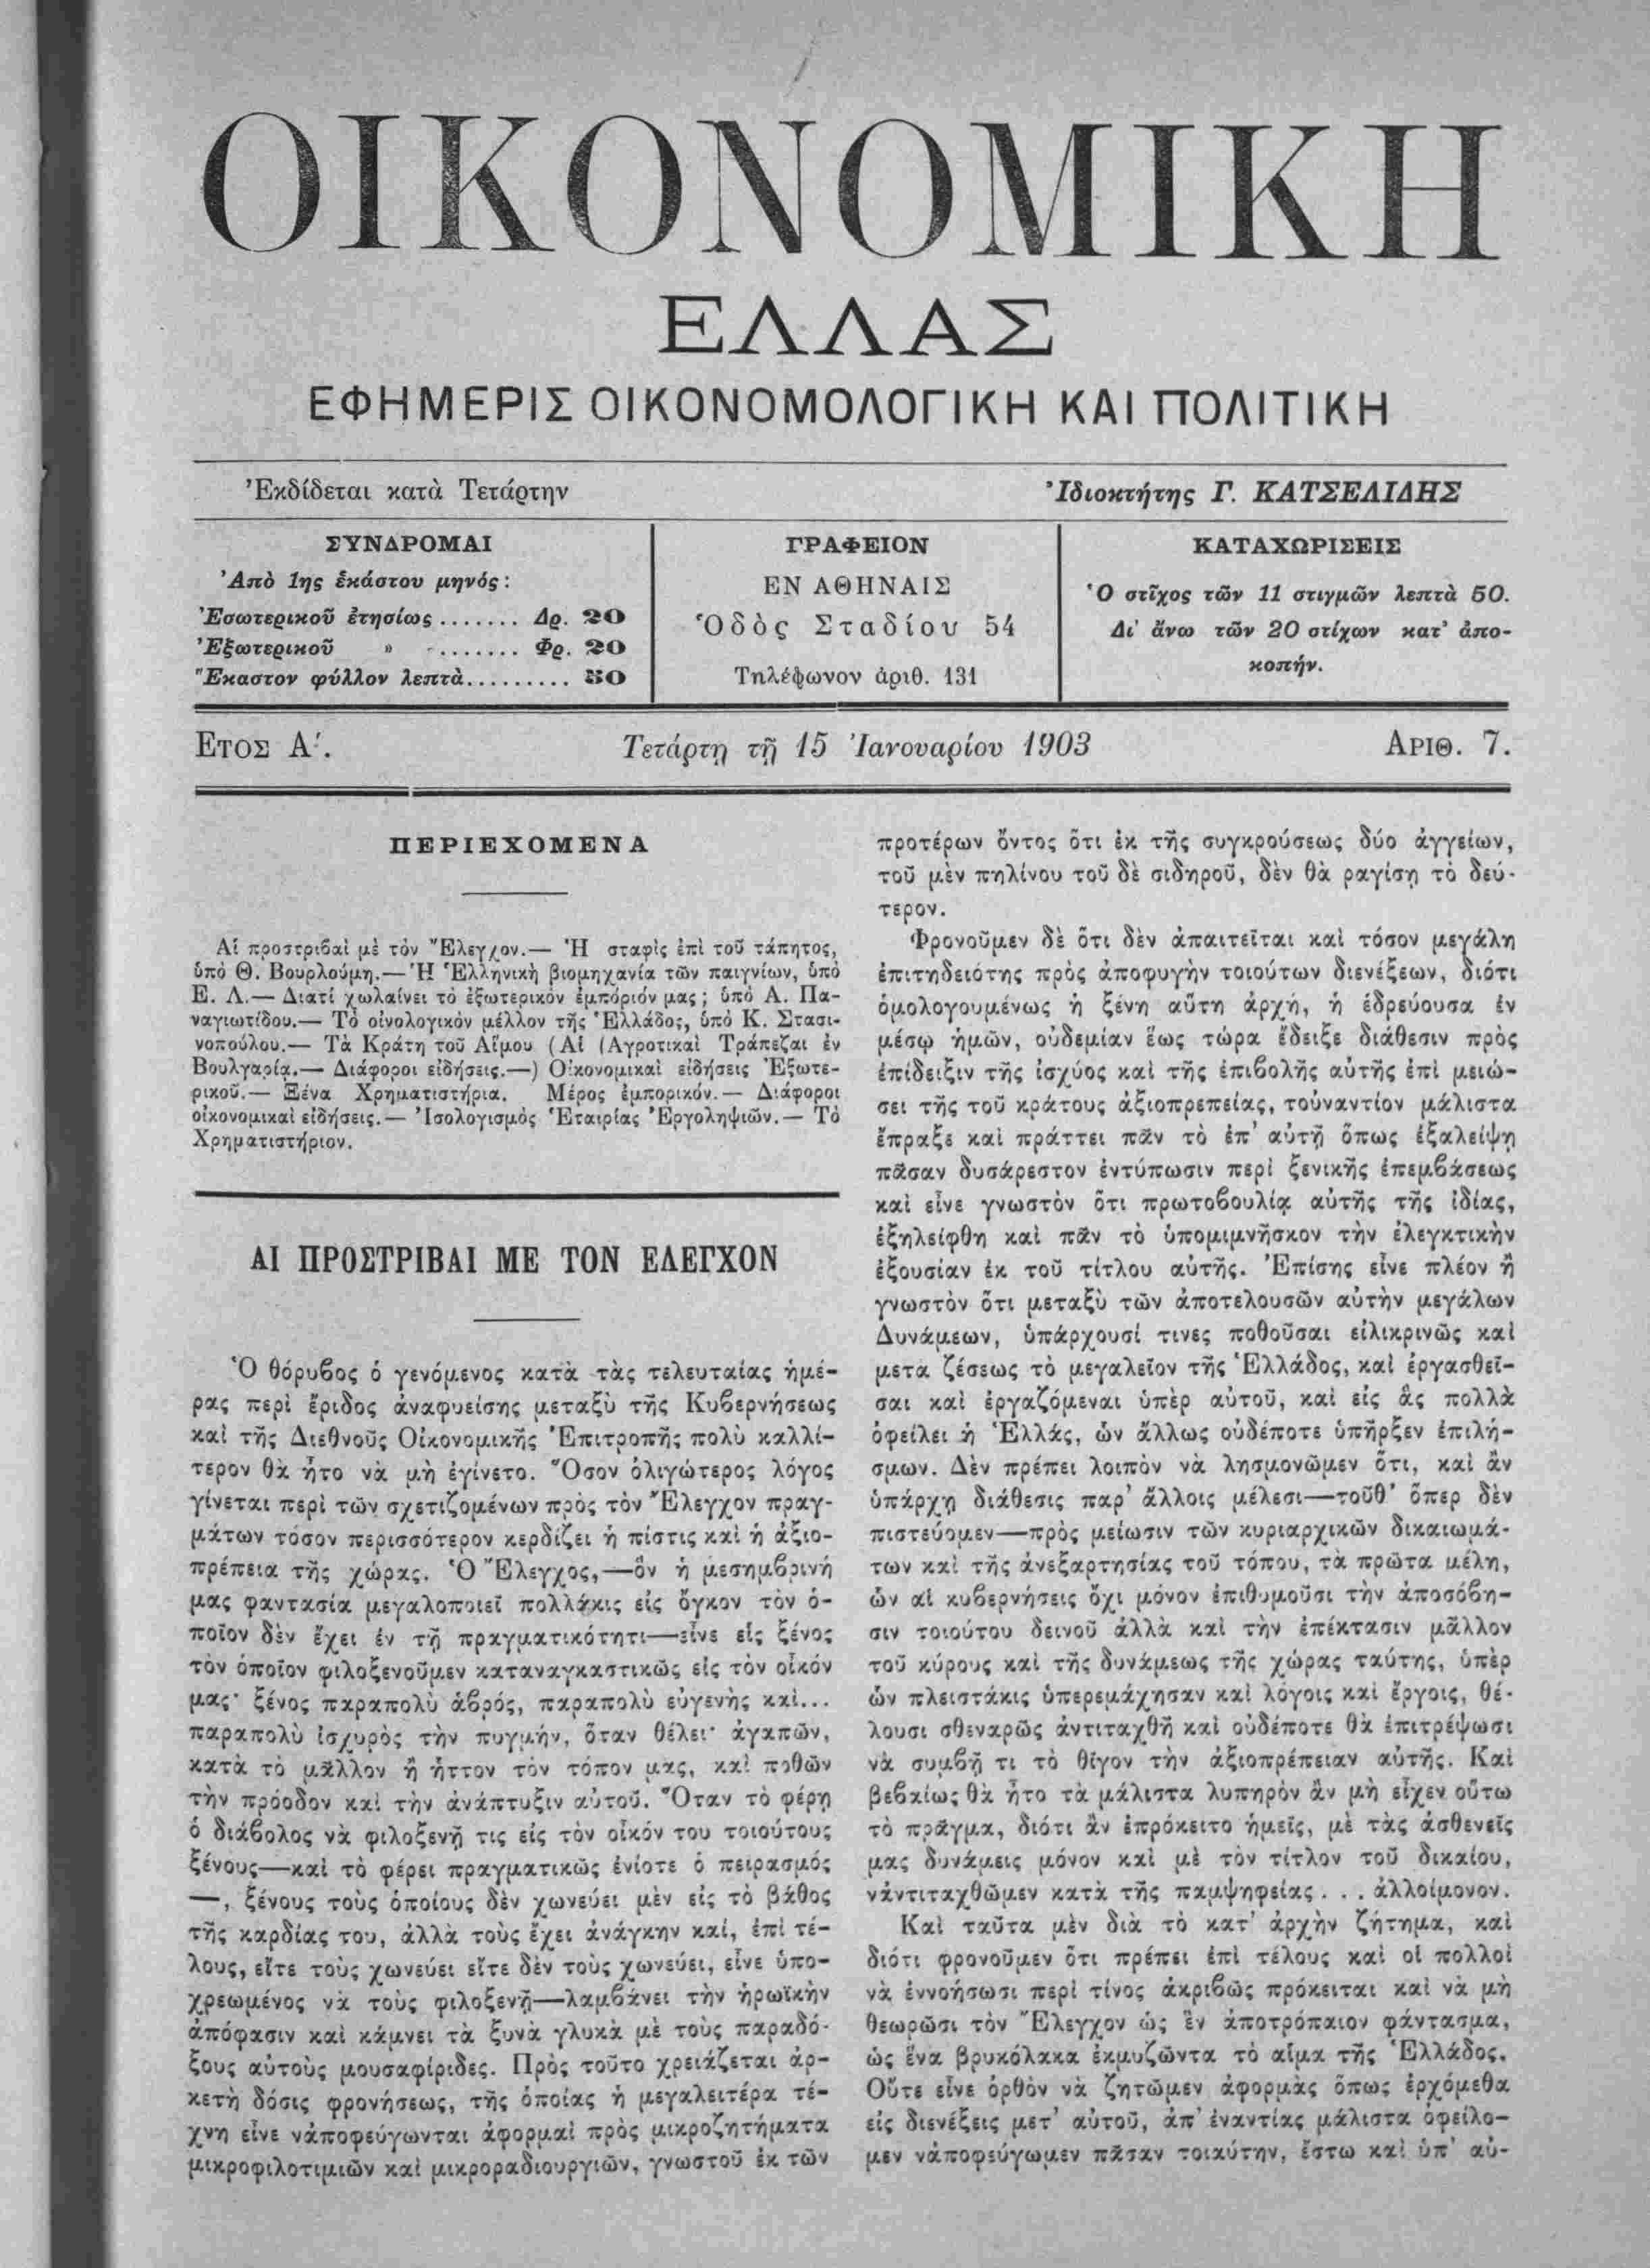 ΟΙΚΟΝΟΜΙΚΗ
ΕΛΛΑΣ
ΕΦΗΜΕΡΙΣ ΟΙΚΟΝΟΜΟΛΟΓΙΚΗ ΚΑΙ ΠΟΛΙΤΙΚΗ
Ἐκδίδεται κατὰ Τετάρτην
Ἰδιοκτήτης Γ. ΚΑΤΣΕΛΙΔΗΣ
ΣΥΝΔΡΟΜΑΙ
Ἀπὸ 1ης ἑκάστου μηνός:
Ἐσωτερικοῦ ἐτησίως ....... Δρ. 20
Ἐξωτερικοῦ » ....... Φρ. 20
Ἕκαστον φύλλον λεπτὰ.......... 50
ΓΡΑΦΕΙΟΝ
ΕΝ ΑΘΗΝΑΙΣ
Ὁδὸς Σταδίου 54
Τηλέφωνον ἀριθ. 131
ΚΑΤΑΧΩΡΙΣΕΙΣ
Ὁ στῖχος τῶν 11 στιγμῶν λεπτὰ 50.
Δι' ἄνω τῶν 20 στίχων κατ' ἀπο-
κοπήν.
ΕΤΟΣ Α΄.
Τετάρτῃ τῇ 15 Ἰανουαρίου 1903
ΑΡΙΘ. 7.
ΠΕΡΙΕΧΟΜΕΝΑ
Αἱ προστριβαὶ μὲ τὸν Ἔλεγχον.— Ἡ σταφὶς ἐπὶ τοῦ τάπητος,
ὑπὸ Θ. Βουρλούμη.— Ἡ Ἑλληνικὴ βιομηχανία τῶν παιγνίων, ὑπὸ
Ε. Λ.— Διατί χωλαίνει τὸ ἐξωτερικὸν ἐμπόριόν μας; ὑπὸ Α. Πα-
ναγιωτίδου.— Τὸ οἰνολογικὸν μέλλον τῆς Ἑλλάδος, ὑπὸ Κ. Στασι-
νοπούλου.— Τὰ Κράτη τοῦ Αἵμου (Αἱ (Ἀγροτικαὶ Τράπεζαι ἐν
Βουλγαρίᾳ.— Διάφοροι εἰδήσεις.—) Οἰκονομικαὶ εἰδήσεις Ἐξωτε-
ρικοῦ.— Ξένα Χρηματιστήρια. Μέρος ἐμπορικόν.— Διάφοροι
οἰκονομικαὶ εἰδήσεις.— Ἰσολογισμὸς Ἑταιρίας Ἐργοληψιῶν.— Τὸ
Χρηματιστήριον.
ΑΙ ΠΡΟΣΤΡΙΒΑΙ ΜΕ ΤΟΝ ΕΛΕΓΧΟΝ
Ὁ θόρυβος ὁ γενόμενος κατὰ τὰς τελευταίας ἡμέ-
ρας περὶ ἔριδος ἀναφυείσης μεταξὺ τῆς Κυβερνήσεως
καὶ τῆς Διεθνοῦς Οἰκονομικῆς Ἐπιτροπῆς πολὺ καλλί-
τερον θὰ ἦτο νὰ μὴ ἐγίνετο. Ὅσον ὀλιγώτερος λόγος
γίνεται περὶ τῶν σχετιζομένων πρὸς τὸν Ἔλεγχον πραγ-
μάτων τόσον περισσότερον κερδίζει ἡ πίστις καὶ ἡ ἀξιο-
πρέπεια τῆς χώρας. Ὁ Ἔλεγχος,—ὃν ἡ μεσημβρινή
μας φαντασία μεγαλοποιεῖ πολλάκις εἰς ὄγκον τὸν ὁ-
ποῖον δὲν ἔχει ἐν τῇ πραγματικότητι—εἶνε εἷς ξένος
τὸν ὁποῖον φιλοξενοῦμεν καταναγκαστικῶς εἰς τὸν οἶκόν
μας· ξένος παραπολὺ ἁβρός, παραπολὺ εὐγενὴς καὶ...
παραπολὺ ἰσχυρὸς τὴν πυγμήν, ὅταν θέλει· ἀγαπῶν,
κατὰ τὸ μᾶλλον ἢ ἧττον τὸν τόπον μας, καὶ ποθῶν
τὴν πρόοδον καὶ τὴν ἀνάπτυξιν αὐτοῦ. Ὅταν τὸ φέρῃ
ὁ διάβολος νὰ φιλοξενῇ τις εἰς τὸν οἶκόν του τοιούτους
ξένους—καὶ τὸ φέρει πραγματικῶς ἐνίοτε ὁ πειρασμός
—, ξένους τοὺς ὁποίους δὲν χωνεύει μὲν εἰς τὸ βάθος
τῆς καρδίας του, ἀλλὰ τοὺς ἔχει ἀνάγκην καί, ἐπὶ τέ-
λους, εἴτε τοὺς χωνεύει εἴτε δὲν τοὺς χωνεύει, εἶνε ὑπο-
χρεωμένος νὰ τοὺς φιλοξενῇ—λαμβάνει τὴν ἡρωϊκὴν
ἀπόφασιν καὶ κάμνει τὰ ξυνὰ γλυκὰ μὲ τοὺς παραδό-
ξους αὐτοὺς μουσαφίριδες. Πρὸς τοῦτο χρειάζεται ἀρ-
κετὴ δόσις φρονήσεως, τῆς ὁποίας ἡ μεγαλειτέρα τέ-
χνη εἶνε νἀποφεύγωνται ἀφορμαὶ πρὸς μικροζητήματα
μικροφιλοτιμιῶν καὶ μικροραδιουργιῶν, γνωστοῦ ἐκ τῶν
προτέρων ὄντος ὅτι ἐκ τῆς συγκρούσεως δύο ἀγγείων,
τοῦ μὲν πηλίνου τοῦ δὲ σιδηροῦ, δὲν θὰ ραγίσῃ τὸ δεύ-
τερον.
Φρονοῦμεν δὲ ὅτι δὲν ἀπαιτεῖται καὶ τόσον μεγάλη
ἐπιτηδειότης πρὸς ἀποφυγὴν τοιούτων διενέξεων, διότι
ὁμολογουμένως ἡ ξένη αὕτη ἀρχή, ἡ ἑδρεύουσα ἐν
μέσῳ ἡμῶν, οὐδεμίαν ἕως τώρα ἔδειξε διάθεσιν πρὸς
ἐπίδειξιν τῆς ἰσχύος καὶ τῆς ἐπιβολῆς αὐτῆς ἐπὶ μειώ-
σει τῆς τοῦ κράτους ἀξιοπρεπείας, τοὐναντίον μάλιστα
ἔπραξε καὶ πράττει πᾶν τὸ ἐπ' αὐτῇ ὅπως ἐξαλείψῃ
πᾶσαν δυσάρεστον ἐντύπωσιν περὶ ξενικῆς ἐπεμβάσεως
καὶ εἶνε γνωστὸν ὅτι πρωτοβουλίᾳ αὐτῆς τῆς ἰδίας,
ἐξηλείφθη καὶ πᾶν τὸ ὑπομιμνῆσκον τὴν ἐλεγκτικὴν
ἐξουσίαν ἐκ τοῦ τίτλου αὐτῆς. Ἐπίσης εἶνε πλέον ἢ
γνωστὸν ὅτι μεταξὺ τῶν ἀποτελουσῶν αὐτὴν μεγάλων
Δυνάμεων, ὑπάρχουσί τινες ποθοῦσαι εἰλικρινῶς καὶ
μετὰ ζέσεως τὸ μεγαλεῖον τῆς Ἑλλάδος, καὶ ἐργασθεῖ-
σαι καὶ ἐργαζόμεναι ὑπὲρ αὐτοῦ, καὶ εἰς ἃς πολλὰ
ὀφείλει ἡ Ἑλλάς, ὧν ἄλλως οὐδέποτε ὑπῆρξεν ἐπιλή-
σμων. Δὲν πρέπει λοιπὸν νὰ λησμονῶμεν ὅτι, καὶ ἂν
ὑπάρχῃ διάθεσις παρ' ἄλλοις μέλεσι—τοῦθ' ὅπερ δὲν
πιστεύομεν—πρὸς μείωσιν τῶν κυριαρχικῶν δικαιωμά-
των καὶ τῆς ἀνεξαρτησίας τοῦ τόπου, τὰ πρῶτα μέλη,
ὧν αἱ κυβερνήσεις ὄχι μόνον ἐπιθυμοῦσι τὴν ἀποσόβη-
σιν τοιούτου δεινοῦ ἀλλὰ καὶ τὴν ἐπέκτασιν μᾶλλον
τοῦ κύρους καὶ τῆς δυνάμεως τῆς χώρας ταύτης, ὑπὲρ
ὧν πλειστάκις ὑπερεμάχησαν καὶ λόγοις καὶ ἔργοις, θέ-
λουσι σθεναρῶς ἀντιταχθῆ καὶ οὐδέποτε θὰ ἐπιτρέψωσι
νὰ συμβῇ τι τὸ θίγον τὴν ἀξιοπρέπειαν αὐτῆς. Καὶ
βεβαίως θὰ ἦτο τὰ μάλιστα λυπηρὸν ἂν μὴ εἶχεν οὕτω
τὸ πρᾶγμα, διότι ἂν ἐπρόκειτο ἡμεῖς, μὲ τὰς ἀσθενεῖς
μας δυνάμεις μόνον καὶ μὲ τὸν τίτλον τοῦ δικαίου,
νἀντιταχθῶμεν κατὰ τῆς παμψηφείας . . . ἀλλοίμονον.
Καὶ ταῦτα μὲν διὰ τὸ κατ' ἀρχὴν ζήτημα, καὶ
διότι φρονοῦμεν ὅτι πρέπει ἐπὶ τέλους καὶ οἱ πολλοὶ
νὰ ἐννοήσωσι περὶ τίνος ἀκριβῶς πρόκειται καὶ νὰ μὴ
θεωρῶσι τὸν Ἔλεγχον ὡς ἓν ἀποτρόπαιον φάντασμα,
ὡς ἕνα βρυκόλακα ἐκμυζῶντα τὸ αἷμα τῆς Ἑλλάδος.
Οὔτε εἶνε ὀρθὸν νὰ ζητῶμεν ἀφορμὰς ὅπως ἐρχόμεθα
εἰς διενέξεις μετ' αὐτοῦ, ἀπ' ἐναντίας μάλιστα ὀφείλο-
μεν νἀποφεύγωμεν πᾶσαν τοιαύτην, ἔστω καὶ ὑπ' αὐ-